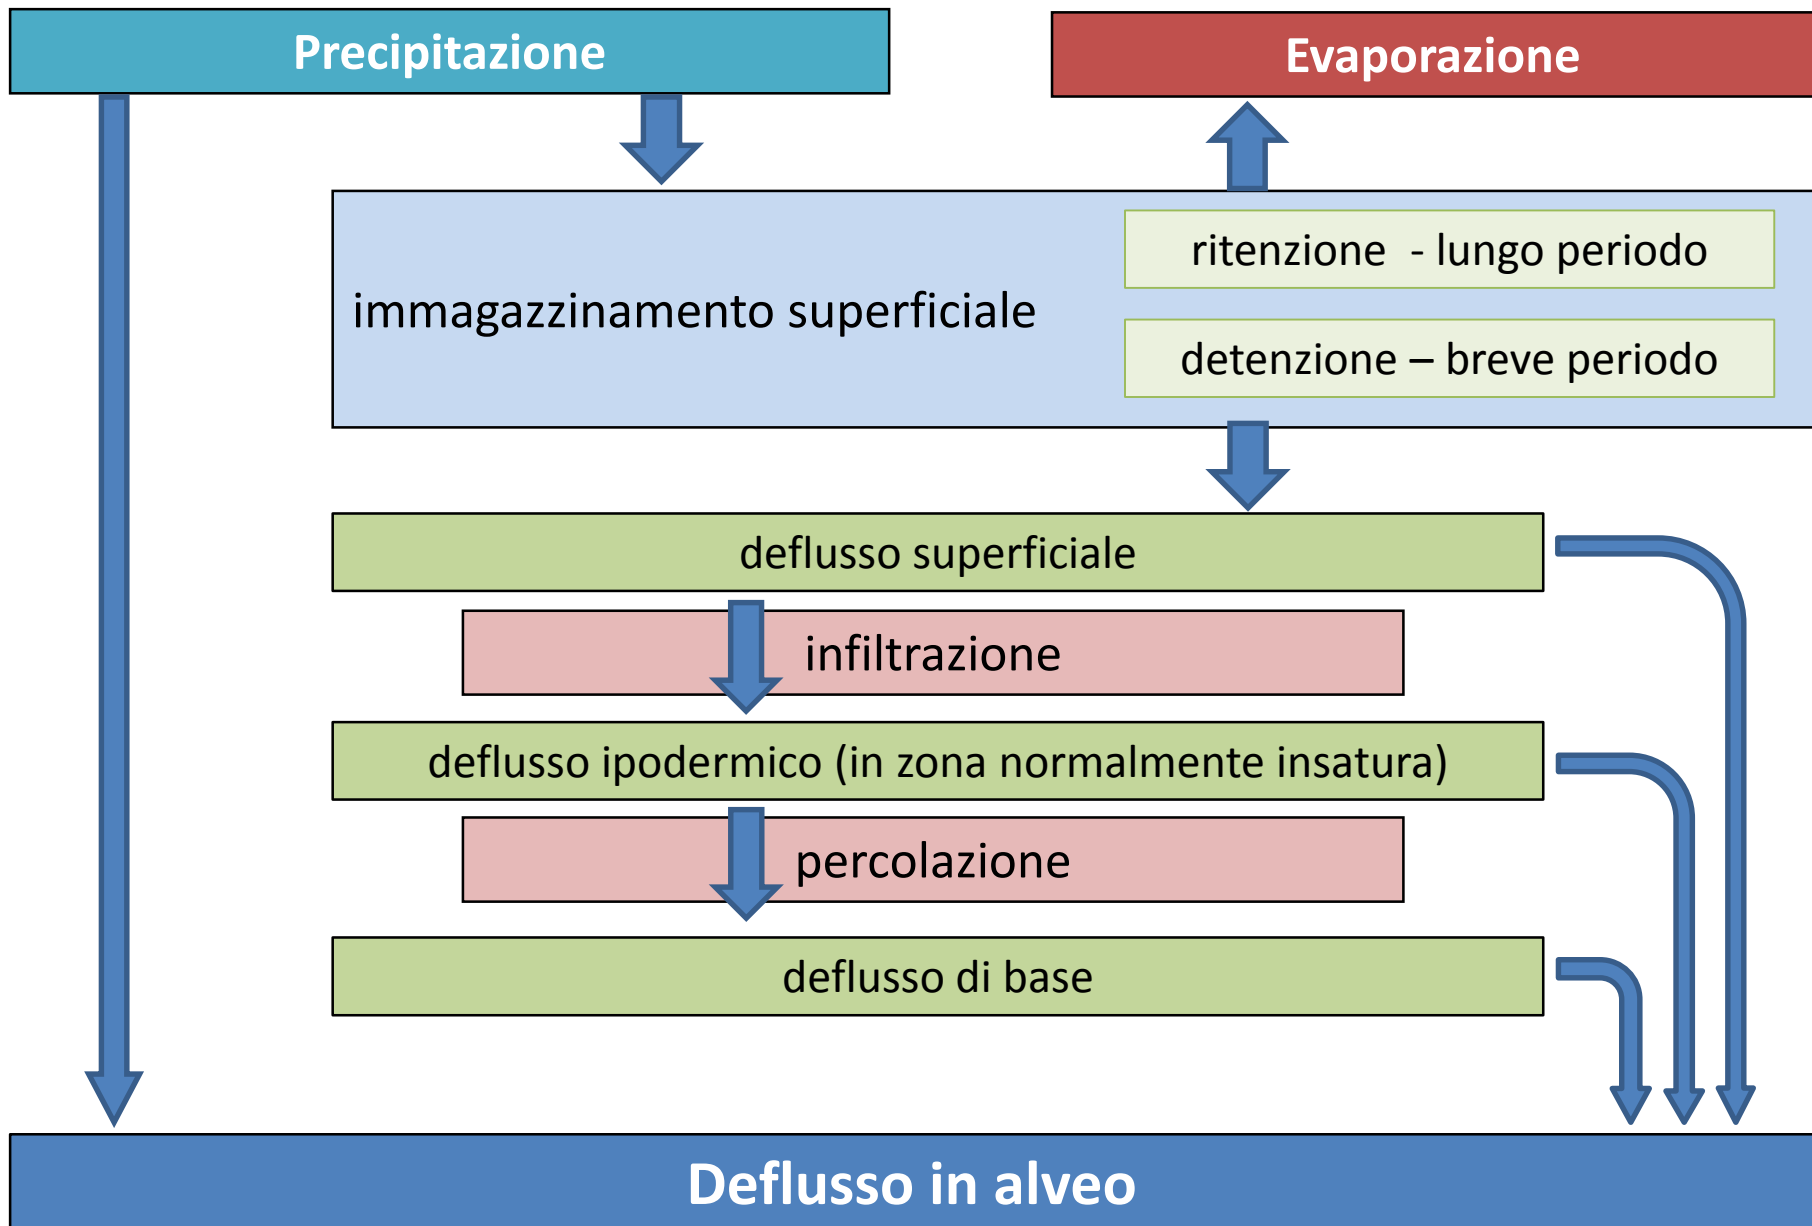 Precipitazione
Evaporazione
ritenzione  - lungo periodo
immagazzinamento superficiale
detenzione – breve periodo
deflusso superficiale
infiltrazione
deflusso ipodermico (in zona normalmente insatura)
percolazione
deflusso di base
Deflusso in alveo